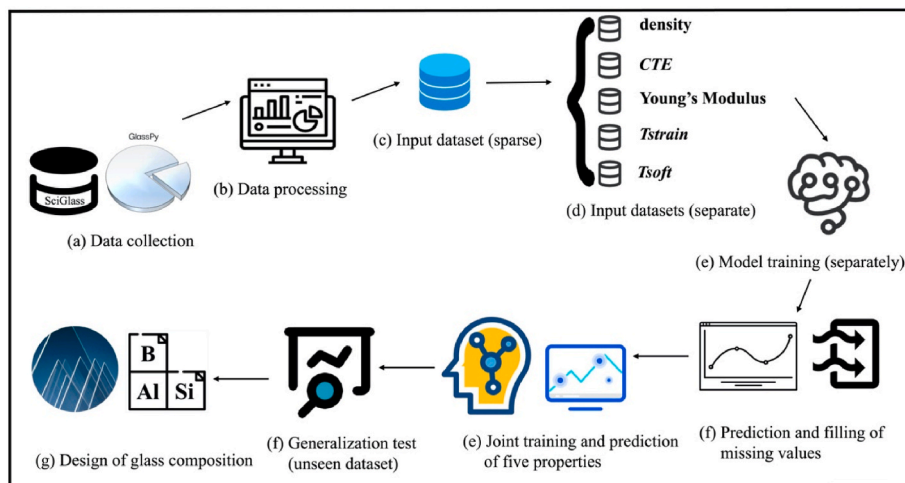 GlassPy
SciGlass
(a) Data collection
(b) Data processing
(c) Input dataset (sparse)
density
CTE
Young's Modulus
Tstrain
Tsoft
(d) Input datasets (separate)
(e) Model training (separately)
(f) Prediction and filling of
missing values
(e) Joint training and prediction
of five properties
(f) Generalization test
(unseen dataset)
B
Al Si
(g) Design of glass composition